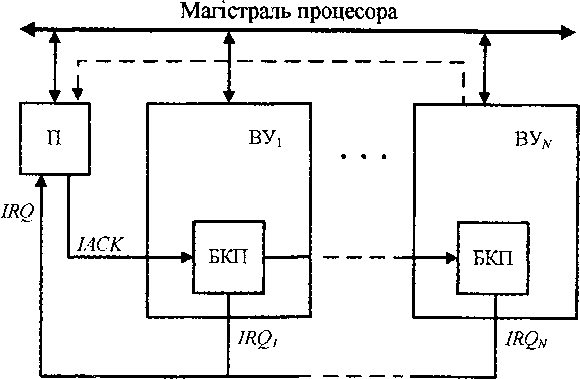 Магістраль процесора
П
ВУ1
. . .
ВУN
IRQ
IACK
БКП
БКП
IRQ1
IRQN